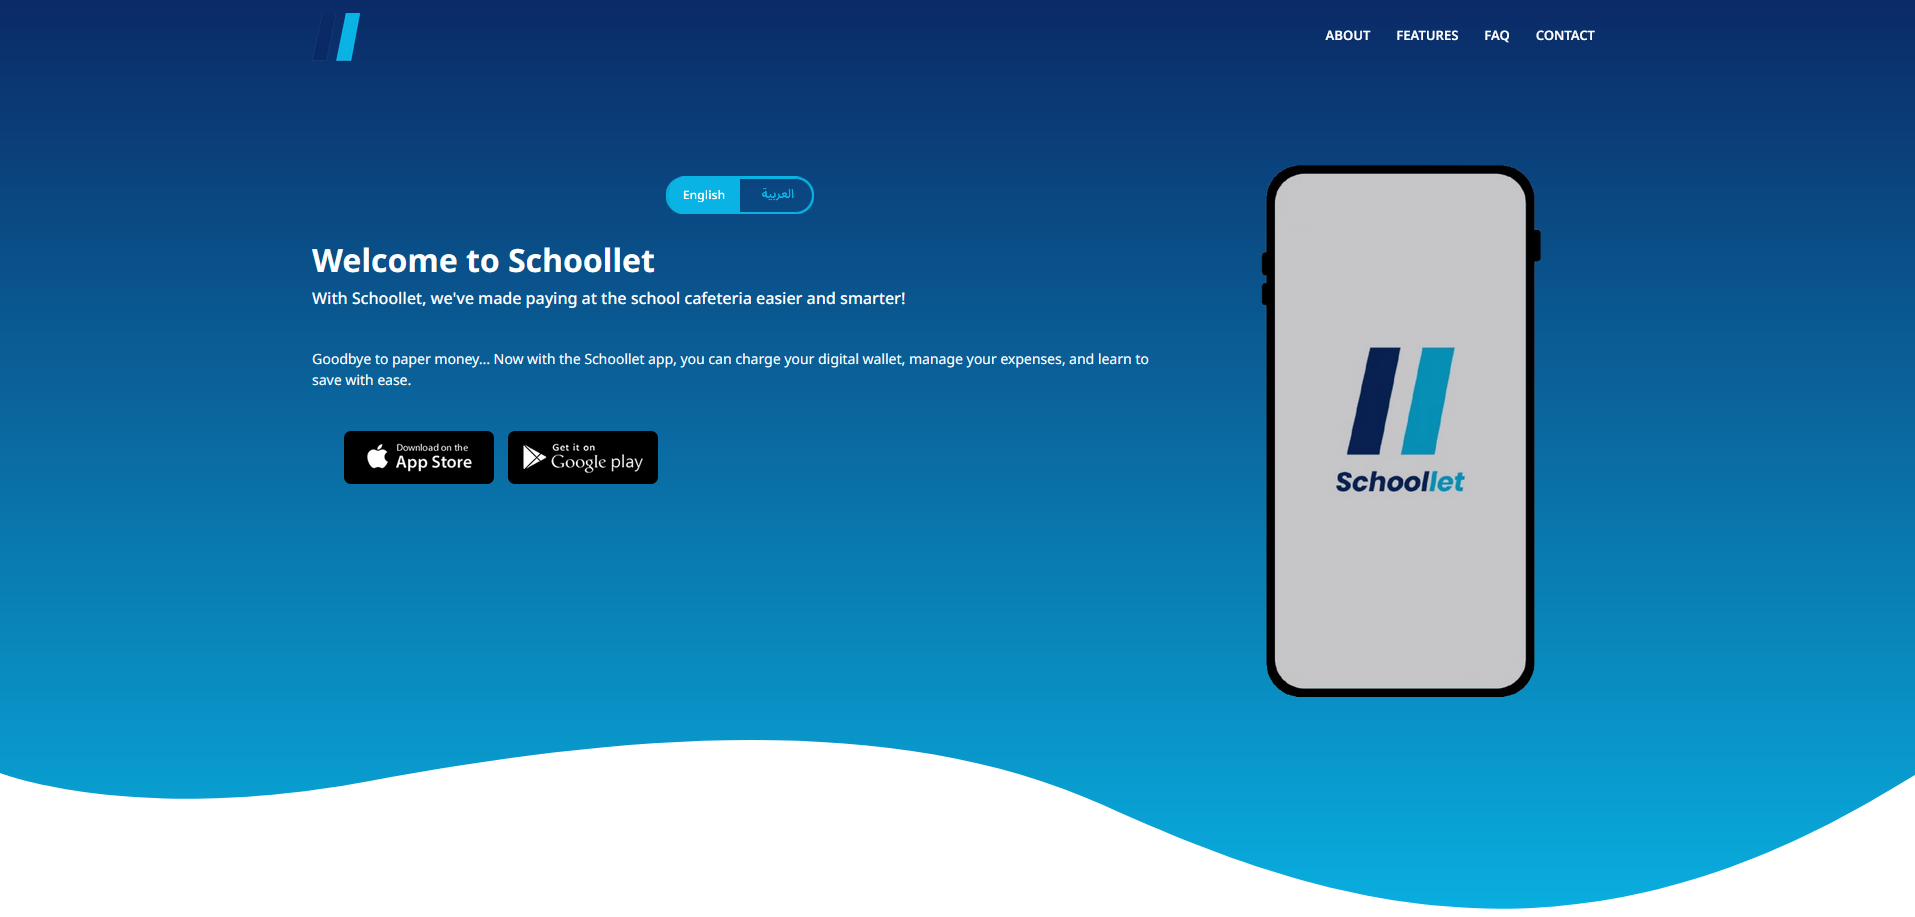 ABOUT FEATURES FAQ CONTACT
English العربية
Welcome to Schoollet
With Schoollet, we've made paying at the school cafeteria easier and smarter!
Goodbye to paper money... Now with the Schoollet app, you can charge your digital wallet, manage your expenses, and learn to
save with ease.
Download on the
App Store
Get it on
Google play
Schoollet